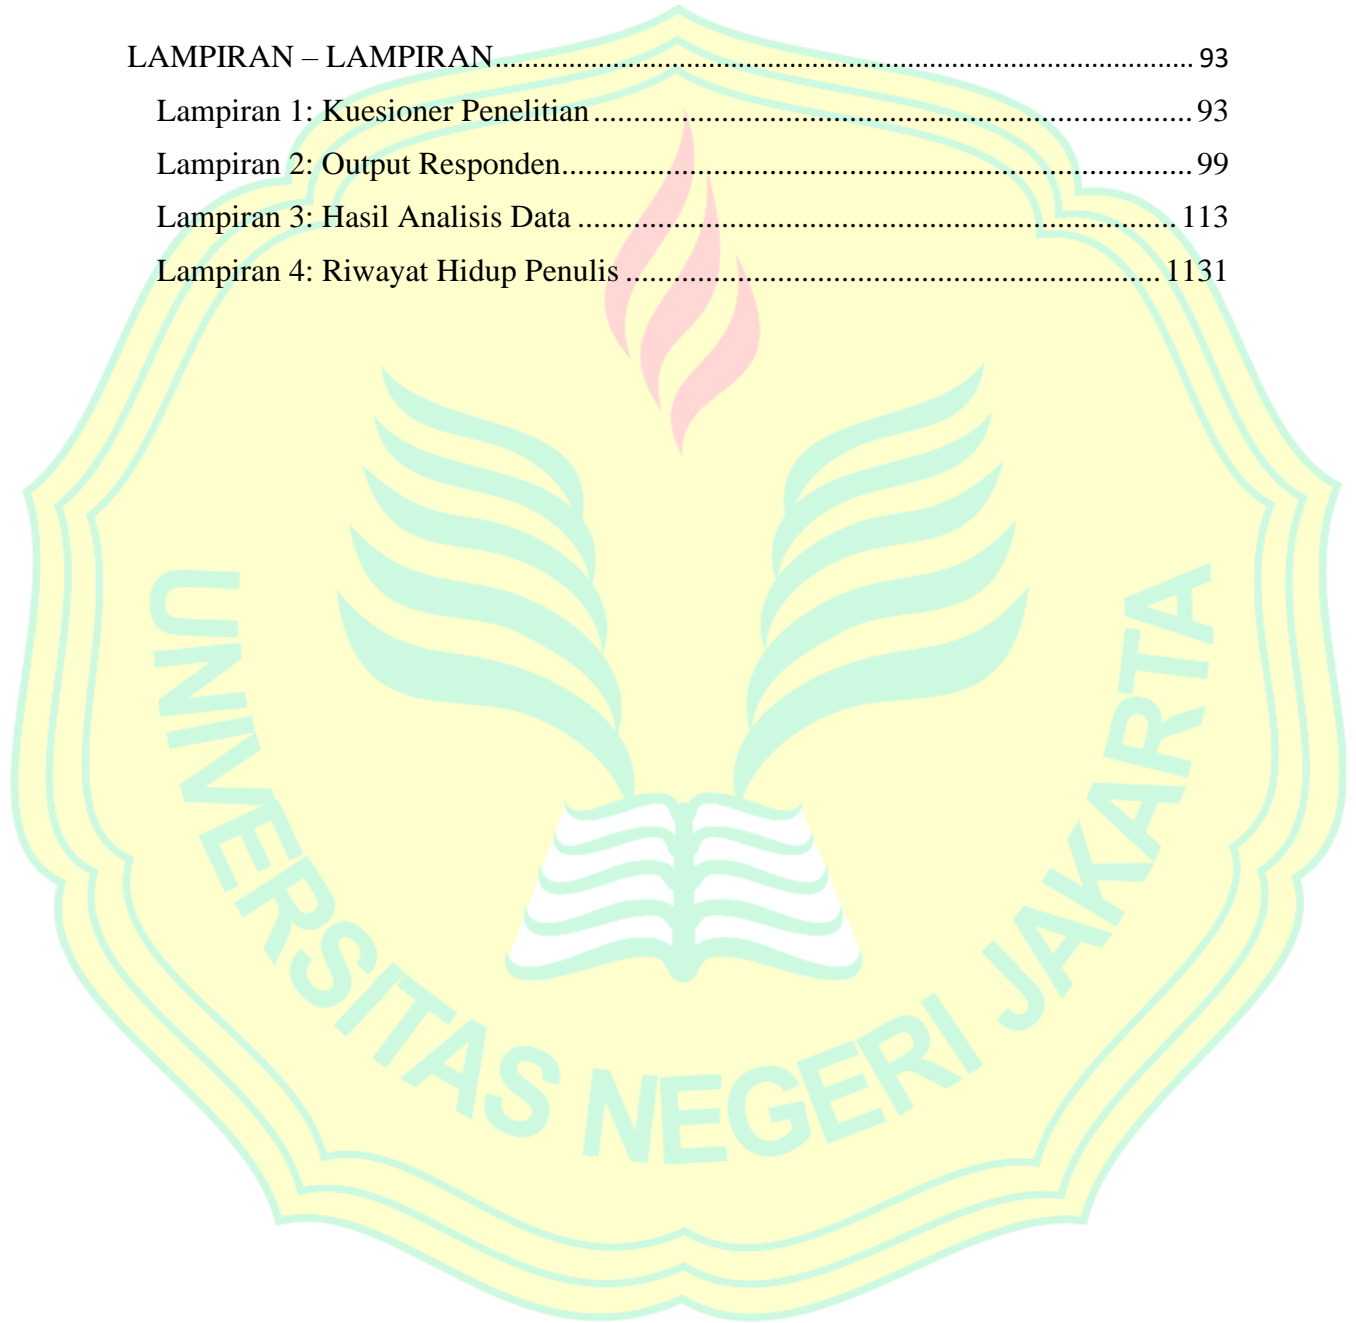 LAMPIRAN – LAMPIRAN........................................................................................ 93
Lampiran 1: Kuesioner Penelitian........................................................................... 93
Lampiran 2: Output Responden............................................................................... 99
Lampiran 3: Hasil Analisis Data........................................................................... 113
Lampiran 4: Riwayat Hidup Penulis................................................................... 1131
UNIVERSITAS NEGERI JAKARTA